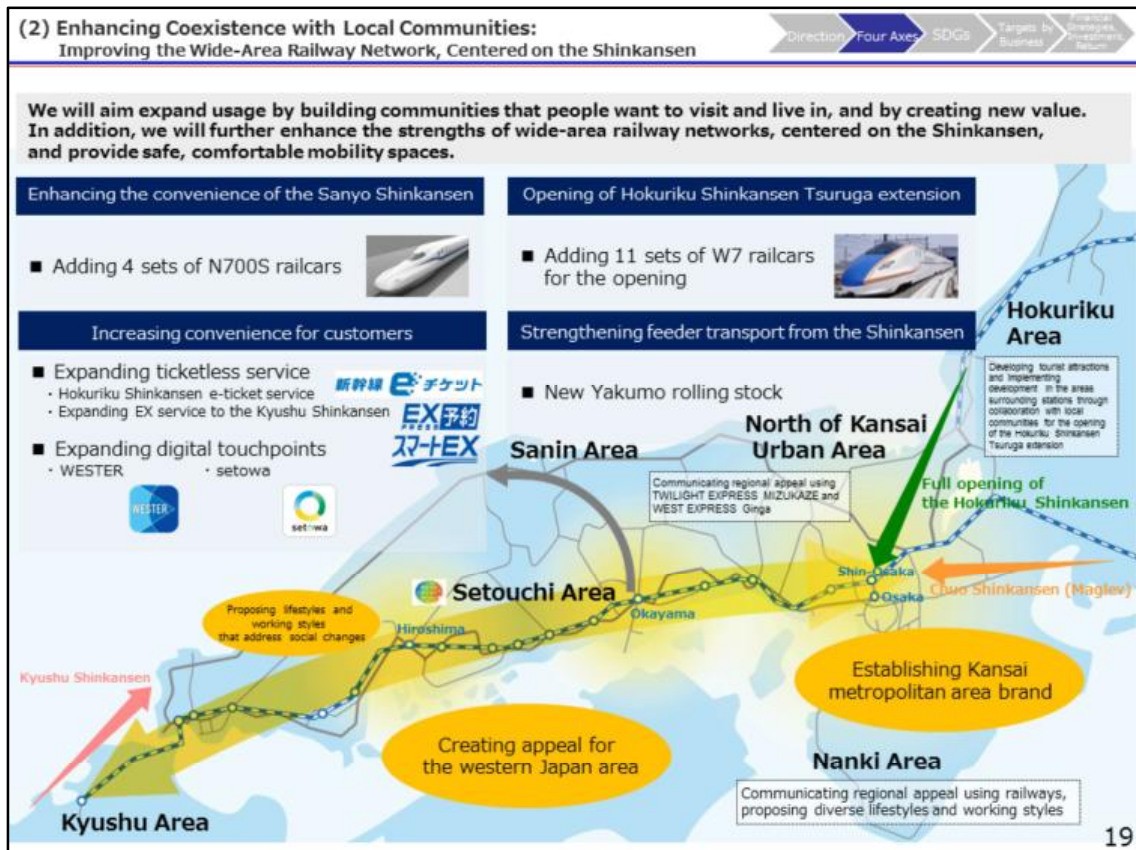 (2) Enhancing Coexistence with Local Communities:
Improving the Wide-Area Railway Network, Centered on the Shinkansen
Direction
Four Axes
SDGs
Targets by
Business
Financial
Strategies,
Investment,
Return
We will aim expand usage by building communities that people want to visit and live in, and by creating new value.
In addition, we will further enhance the strengths of wide-area railway networks, centered on the Shinkansen,
and provide safe, comfortable mobility spaces.
Enhancing the convenience of the Sanyo Shinkansen
■ Adding 4 sets of N700S railcars
Opening of Hokuriku Shinkansen Tsuruga extension
■ Adding 11 sets of W7 railcars
for the opening
Increasing convenience for customers
■ Expanding ticketless service
・Hokuriku Shinkansen e-ticket service
・Expanding EX service to the Kyushu Shinkansen
新幹線eチケット
EX予約
PRESS
スマートEX
■ Expanding digital touchpoints
・WESTER ・setowa
WESTER
setowa
Strengthening feeder transport from the Shinkansen
■ New Yakumo rolling stock
Hokuriku
Area
Developing tourist attractions
and Implementing
development in the areas
surrounding stations through
collaboration with local
communities for the opening
of the Hokuriku Shinkansen
Tsuruga extension
Sanin Area
North of Kansai
Urban Area
Communicating regional appeal using
TWILIGHT EXPRESS MIZUKAZE and
WEST EXPRESS Ginga
Full opening of
the Hokuriku Shinkansen
Shin-Osaka
Osaka
Chuo Shinkansen (Maglev)
Setouchi Area
Okayama
Hiroshima
Proposing lifestyles and
working styles
that address social changes
Kyushu Shinkansen
Establishing Kansai
metropolitan area brand
Creating appeal for
the western Japan area
Nanki Area
Communicating regional appeal using railways,
proposing diverse lifestyles and working styles
Kyushu Area
19